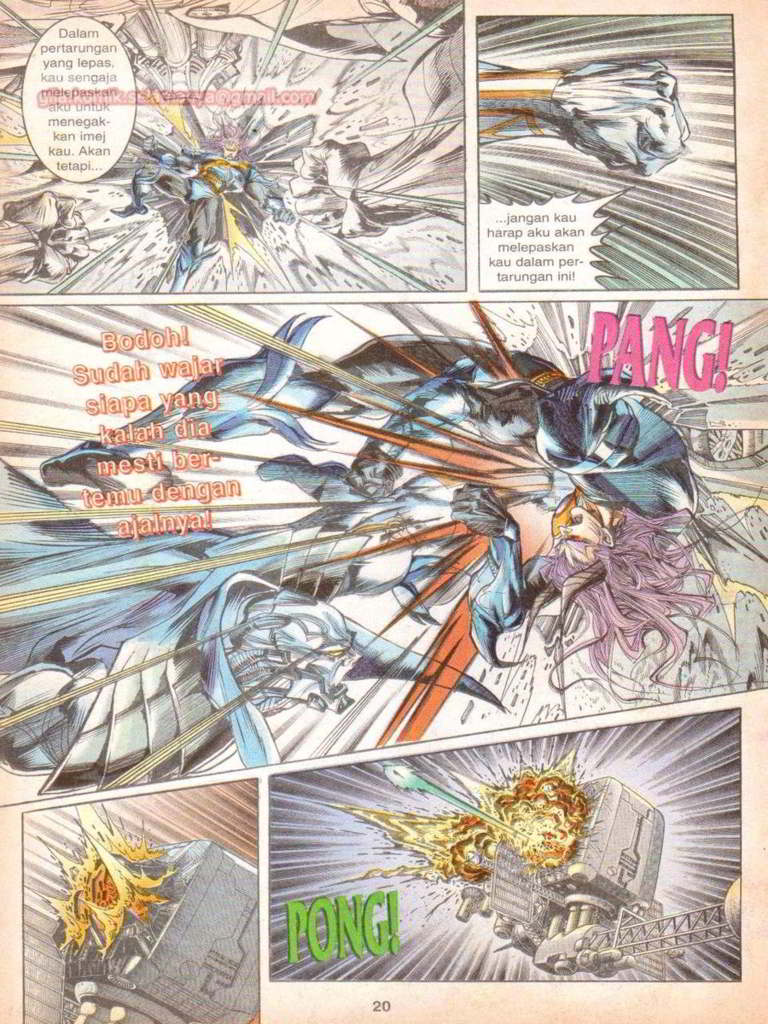 Dalam
pertarungan
yang lepas,
kau sengaja
melepaskan
aku untuk
menegak-
kan imej
kau. Akan
tetapi...
...jangan kau
harap aku akan
melepaskan
kau dalam per-
tarungan ini!
PANG!
Bodoh!
Sudah wajar
siapa yang
kalah dia
mesti ber-
temu dengan
ajalnya!
PONG!
20